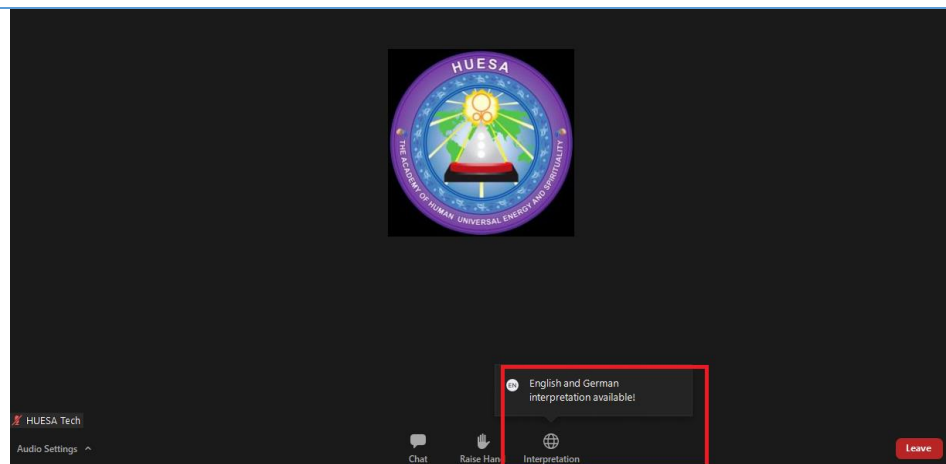 HUESA
THE ACADEMY OF HUMAN UNIVERSAL ENERGY AND SPIRITUALITY
EN
English and German
interpretation available!
HUESA Tech
Audio Settings
Chat
Raise Hand
Interpretation
Leave